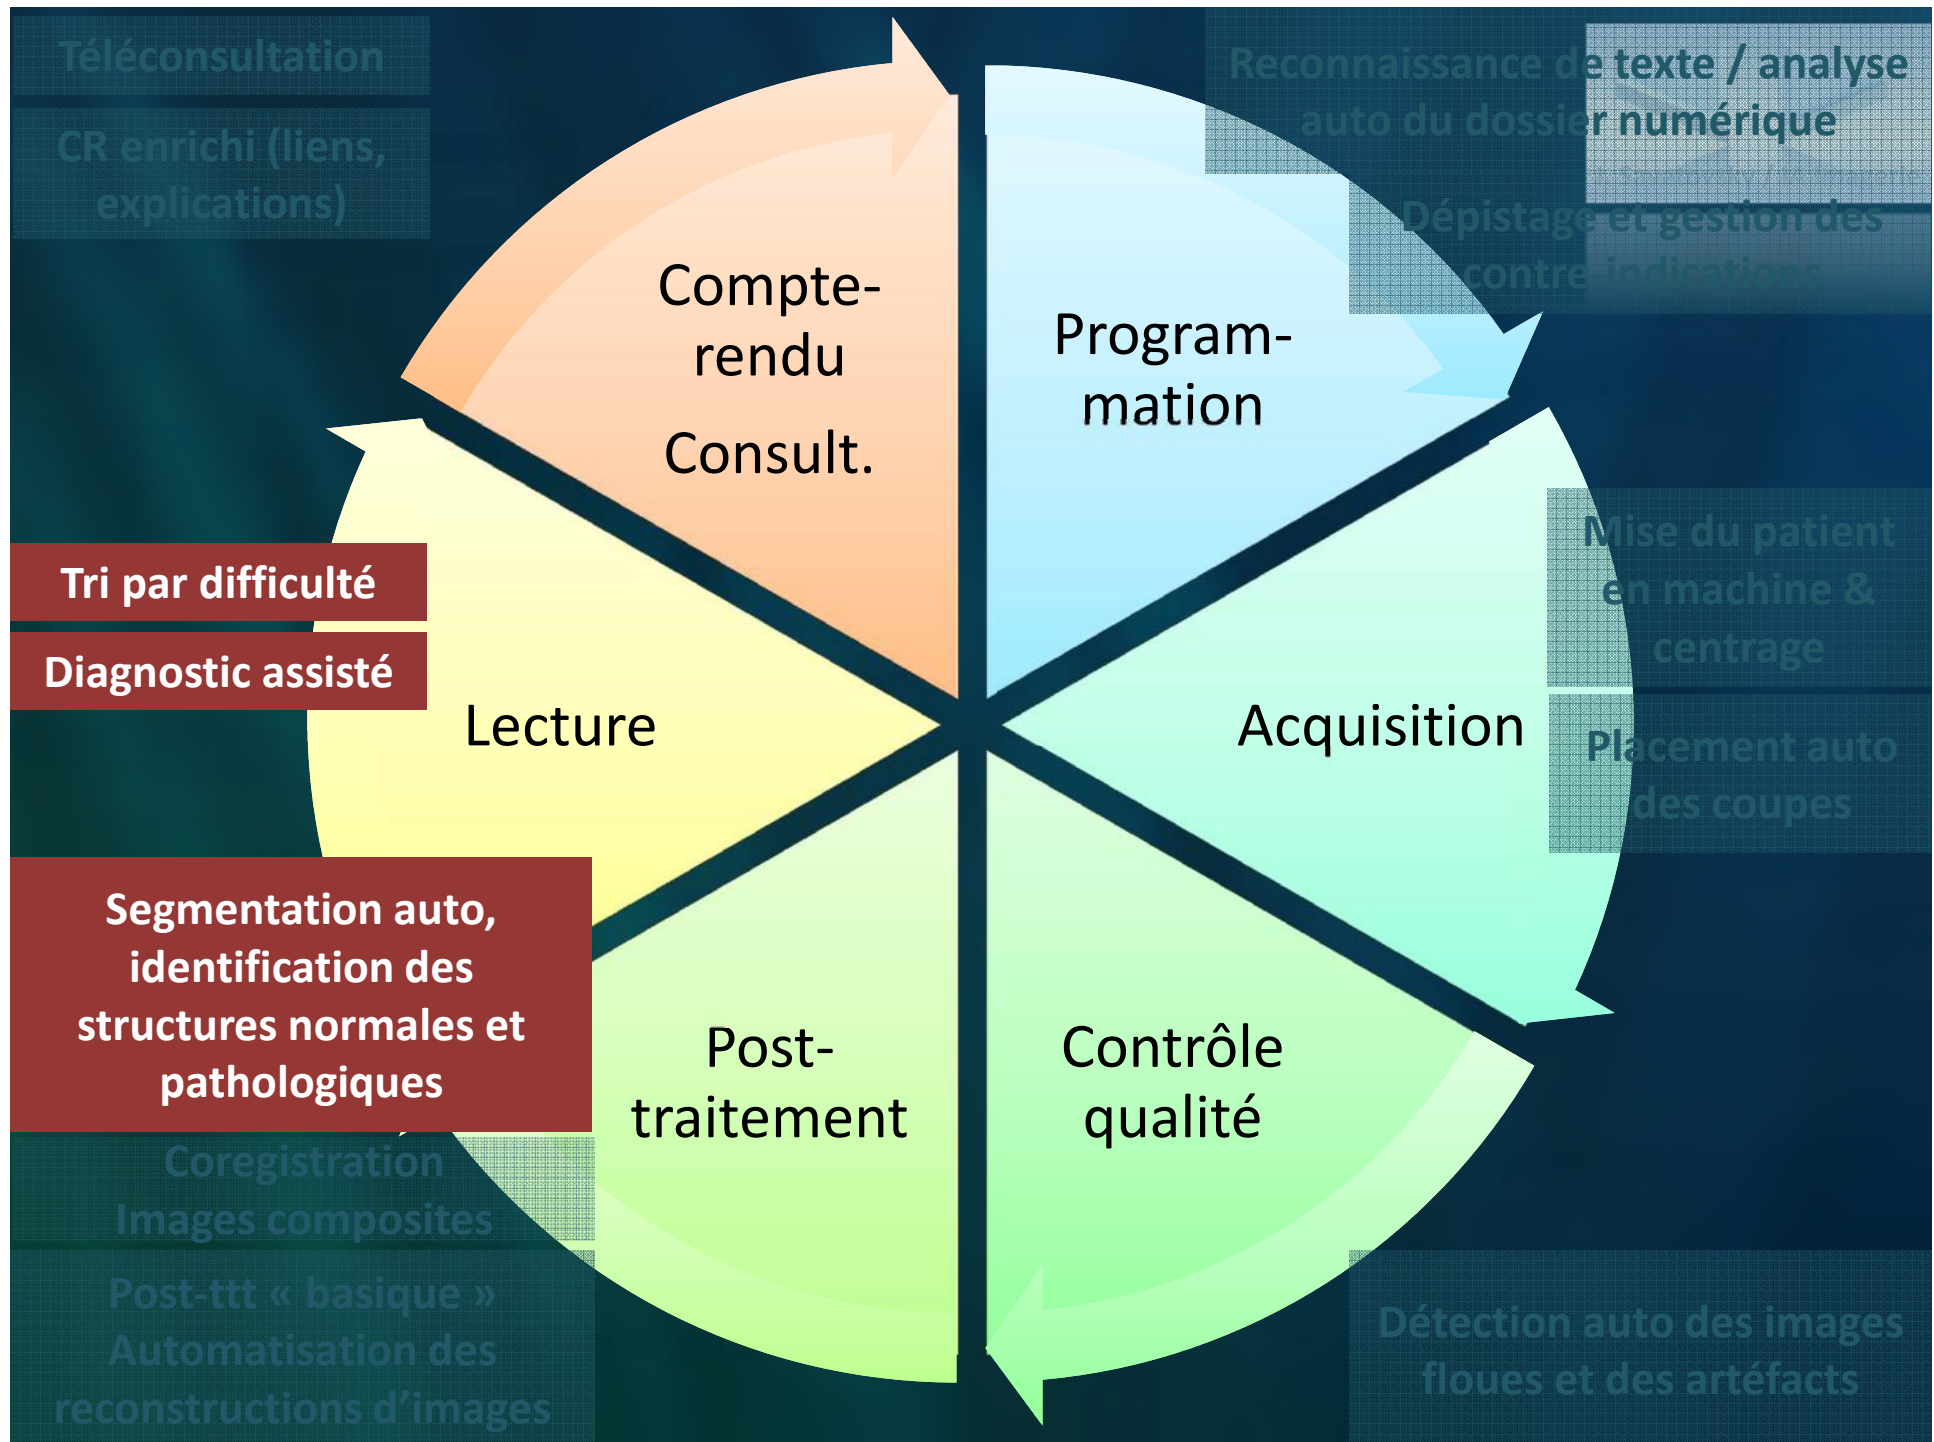 Téléconsultation
CR enrichi (liens,
explications)
Reconnaissance de texte / analyse
auto du dossier numérique
Dépistage et gestion des
contre-indications
Compte-
rendu
Consult.
Program-
mation
Mise du patient
en machine &
centrage
Tri par difficulté
Diagnostic assisté
Lecture
Acquisition
Placement auto
des coupes
Segmentation auto,
identification des
structures normales et
pathologiques
Post-
traitement
Contrôle
qualité
Coregistration
Images composites
Post-ttt « basique »
Automatisation des
reconstructions d’images
Détection auto des images
floues et des artéfacts